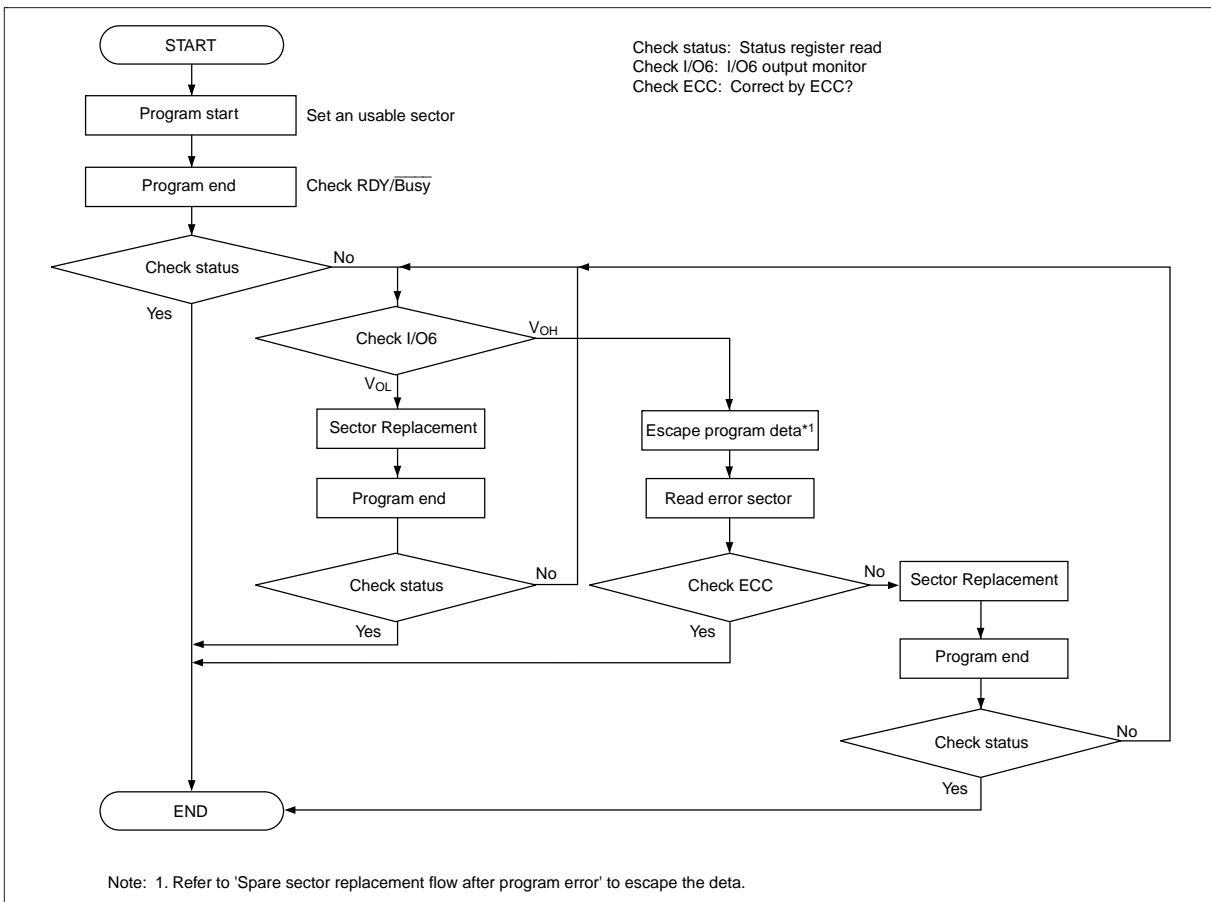 START
Check status: Status register read
Check I/O6: I/O6 output monitor
Check ECC: Correct by ECC?
Program start
Set an usable sector
Program end
Check RDY/Busy
Check status
No
Yes
Check I/O6
VOH
VOL
Sector Replacement
Escape program deta*1
Program end
Read error sector
Check status
No
Yes
Check ECC
No
Yes
Sector Replacement
Program end
Check status
No
Yes
END
Note: 1. Refer to 'Spare sector replacement flow after program error' to escape the deta.